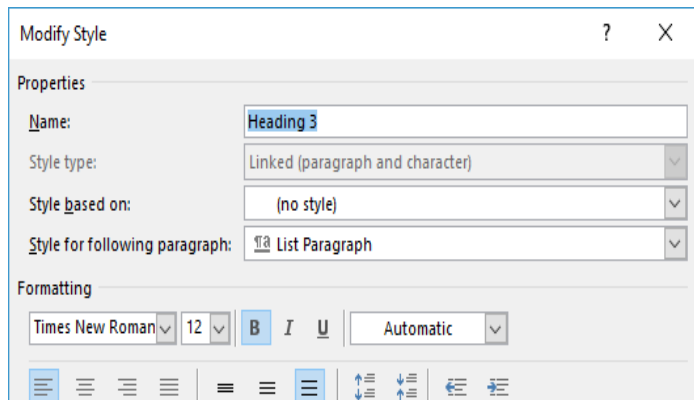 Modify Style ? X
Properties
Name: Heading 3
Style type: Linked (paragraph and character)
Style based on: (no style)
Style for following paragraph: ¶a List Paragraph
Formatting
Times New Roman 12 B I U Automatic